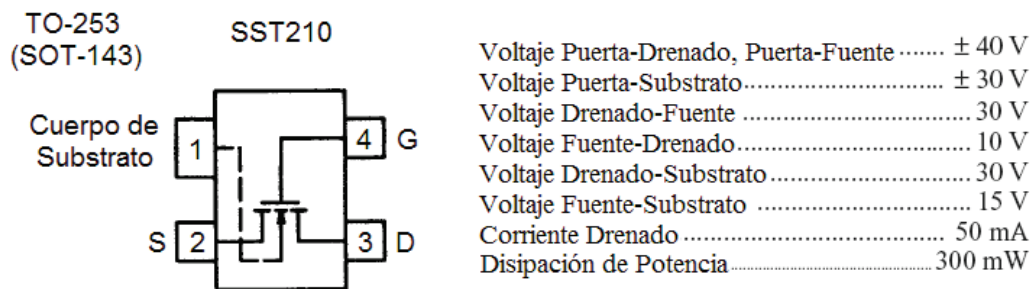 TO-253
(SOT-143)
SST210
Cuerpo de
Substrato
1
4 G
S 2
3 D
Voltaje Puerta-Drenado, Puerta-Fuente ....... ± 40 V
Voltaje Puerta-Substrato ................................ ± 30 V
Voltaje Drenado-Fuente ................................ 30 V
Voltaje Fuente-Drenado ................................ 10 V
Voltaje Drenado-Substrato ............................ 30 V
Voltaje Fuente-Substrato ............................... 15 V
Corriente Drenado ........................................ 50 mA
Disipación de Potencia ................................ 300 mW